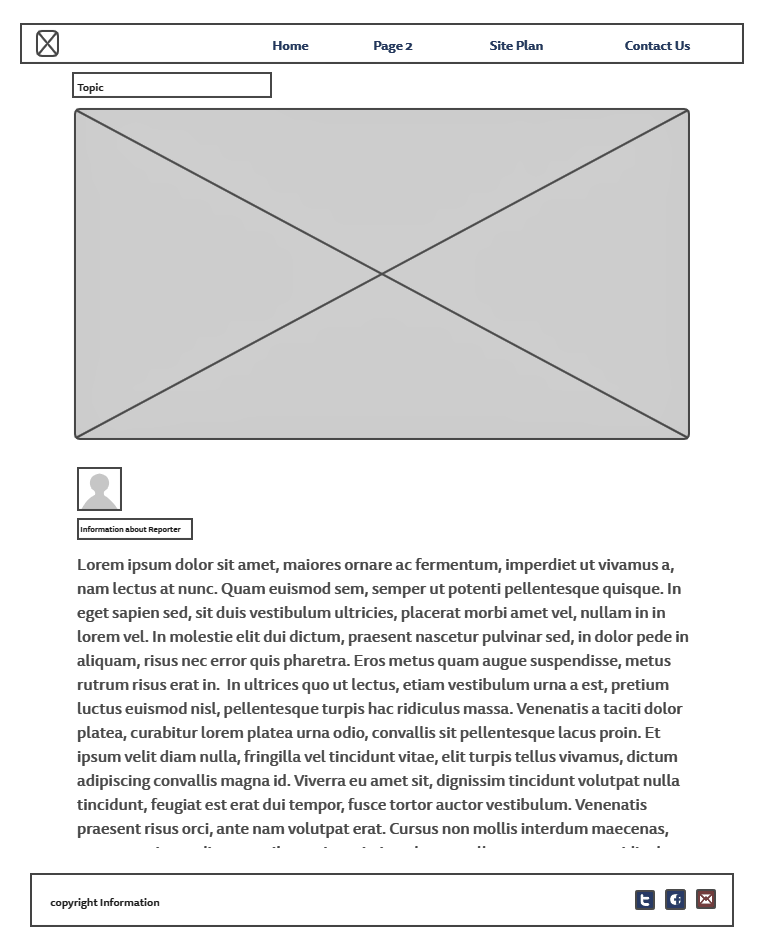 Home Page 2 Site Plan Contact Us
Topic
Information about Reporter
Lorem ipsum dolor sit amet, maiores ornare ac fermentum, imperdiet ut vivamus a,
nam lectus at nunc. Quam euismod sem, semper ut potenti pellentesque quisque. In
eget sapien sed, sit duis vestibulum ultricies, placerat morbi amet vel, nullam in in
lorem vel. In molestie elit dui dictum, praesent nascetur pulvinar sed, in dolor pede in
aliquam, risus nec error quis pharetra. Eros metus quam augue suspendisse, metus
rutrum risus erat in.  In ultrices quo ut lectus, etiam vestibulum urna a est, pretium
luctus euismod nisl, pellentesque turpis hac ridiculus massa. Venenatis a taciti dolor
platea, curabitur lorem platea urna odio, convallis sit pellentesque lacus proin. Et
ipsum velit diam nulla, fringilla vel tincidunt vitae, elit turpis tellus vivamus, dictum
adipiscing convallis magna id. Viverra eu amet sit, dignissim tincidunt volutpat nulla
tincidunt, feugiat est erat dui tempor, fusce tortor auctor vestibulum. Venenatis
praesent risus orci, ante nam volutpat erat. Cursus non mollis interdum maecenas,
copyright Information